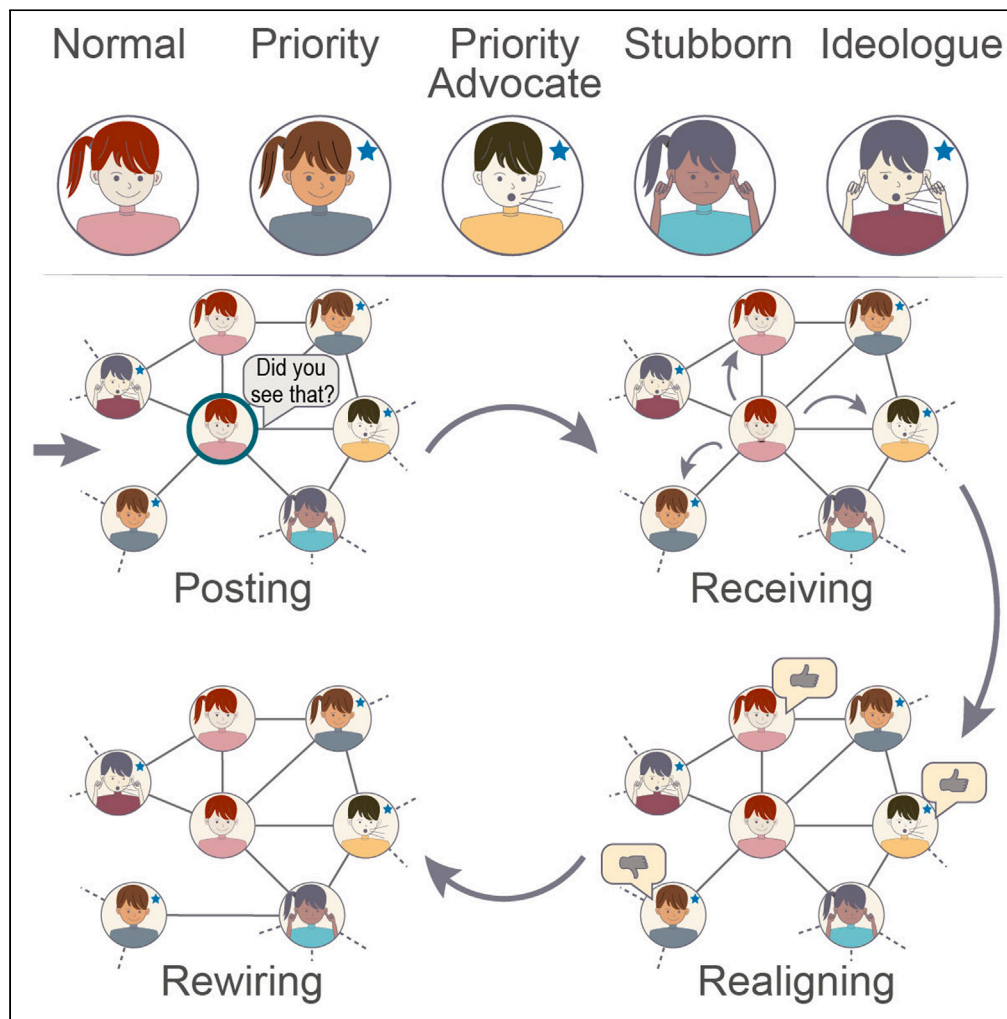 Normal
Priority
Priority
Advocate
Stubborn
Ideologue
Did you
see that?
Posting
Receiving
Rewiring
Realigning